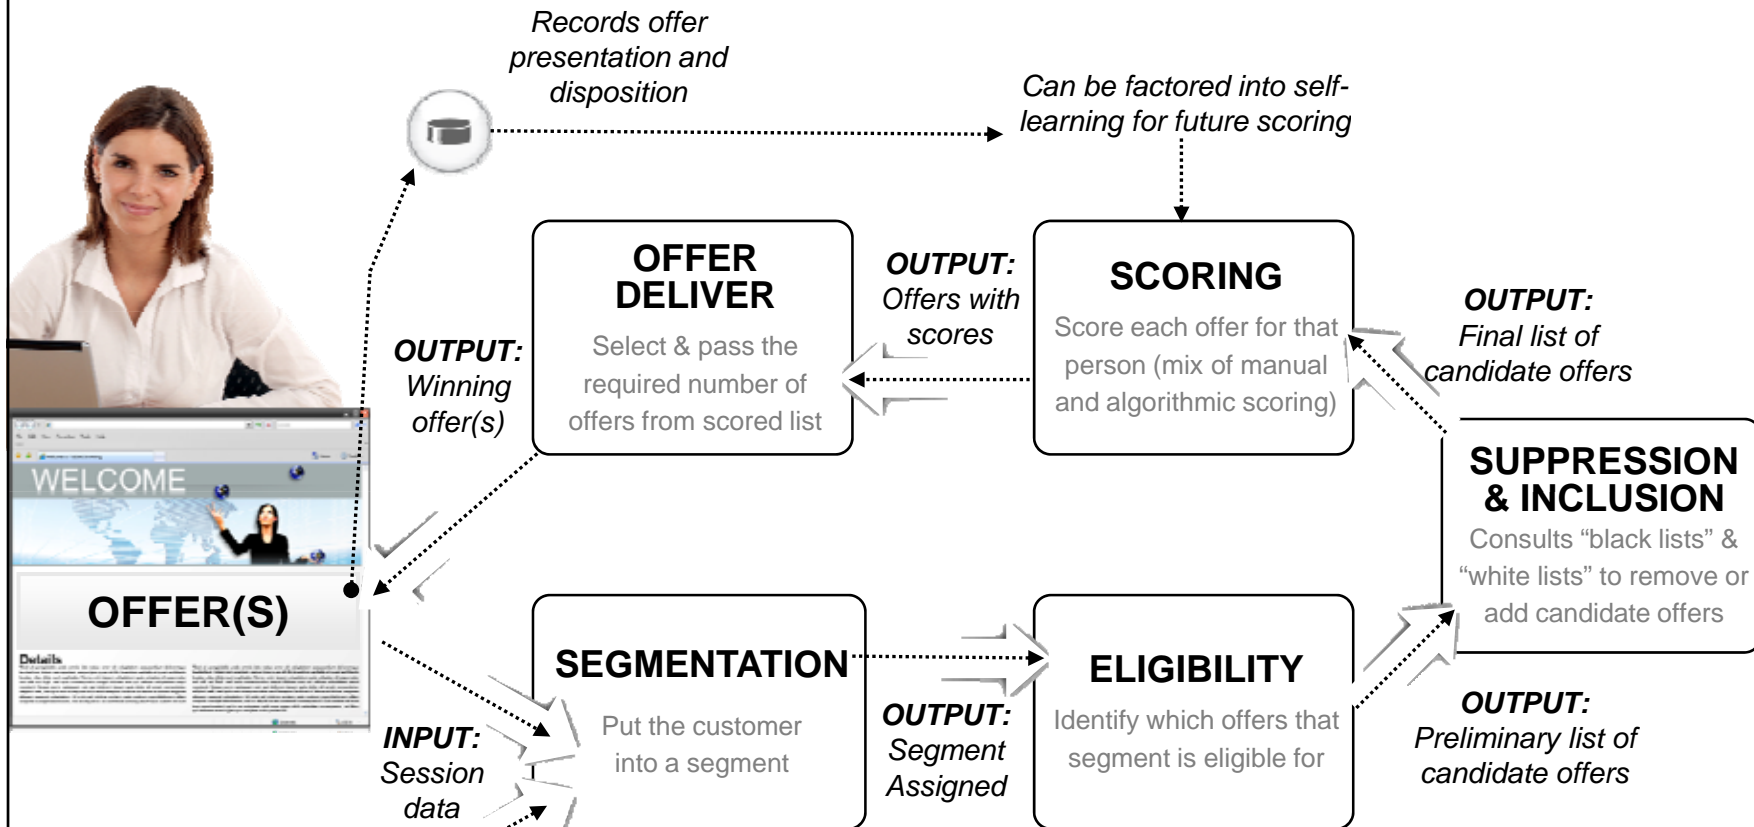 Records offer
presentation and
disposition
Can be factored into self-
learning for future scoring
OFFER
DELIVER
Select & pass the
required number of
offers from scored list
OUTPUT:
Offers with
scores
SCORING
Score each offer for that
person (mix of manual
and algorithmic scoring)
OUTPUT:
Final list of
candidate offers
OUTPUT:
Winning
offer(s)
SUPPRESSION
& INCLUSION
Consults “black lists” &
“white lists” to remove or
add candidate offers
WELCOME
OFFER(S)
Details
INPUT:
Session
data
SEGMENTATION
Put the customer
into a segment
OUTPUT:
Segment
Assigned
ELIGIBILITY
Identify which offers that
segment is eligible for
OUTPUT:
Preliminary list of
candidate offers